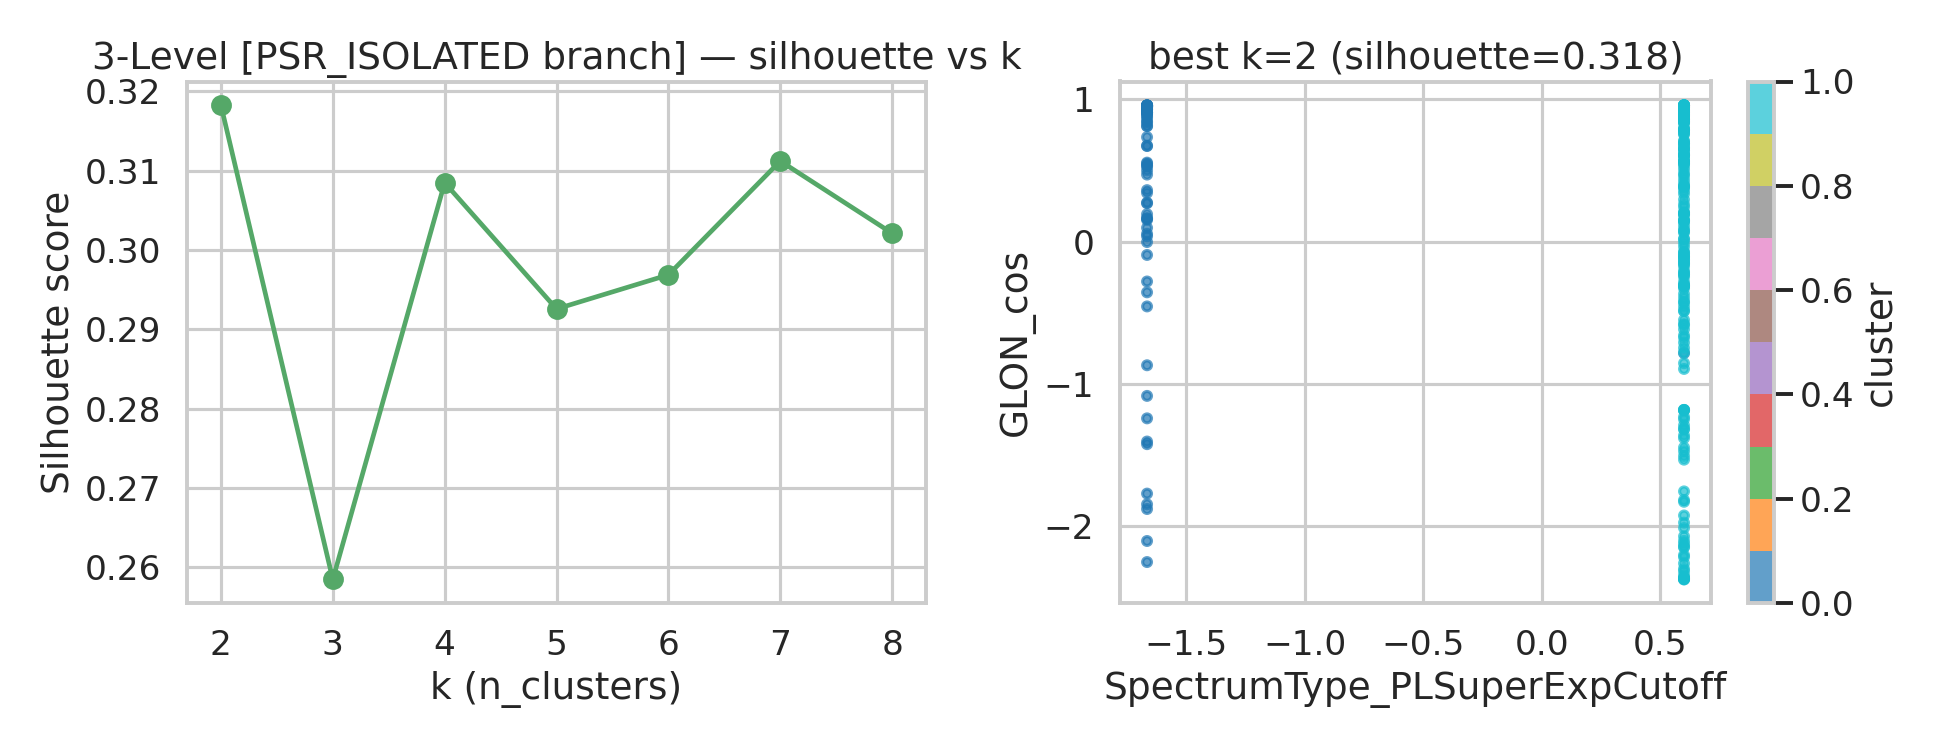 3-Level [PSR_ISOLATED branch] — silhouette vs k
0.32
0.31
0.30
0.29
0.28
0.27
0.26
Silhouette score
2 3 4 5 6 7 8
k (n_clusters)
best k=2 (silhouette=0.318)
1
0
−1
−2
GLON_cos
−1.5 −1.0 −0.5 0.0 0.5
SpectrumType_PLSuperExpCutoff
1.0
0.8
0.6
0.4
0.2
0.0
cluster